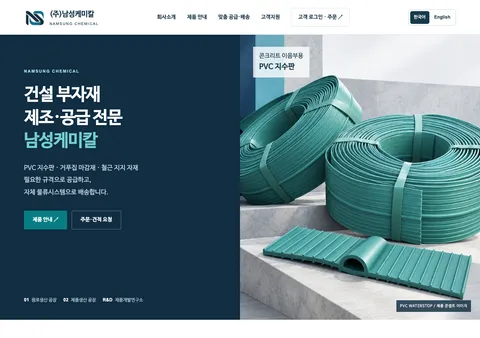 (주)남성케미칼
NAMSUNG CHEMICAL
회사소개 제품 안내 맞춤 공급·배송 고객지원 고객 로그인 · 주문 ↗ 한국어 English
NAMSUNG CHEMICAL
건설 부자재
제조·공급 전문
남성케미칼
PVC 지수판 · 거푸집 마감재 · 철근 지지 자재
필요한 규격으로 공급하고,
자체 물류시스템으로 배송합니다.
제품 안내 ↗ 주문·견적 요청
01 원료생산 공장 02 제품생산 공장 R&D 제품개발연구소
콘크리트 이음부용
PVC 지수판
PVC WATERSTOP / 제품 콘셉트 이미지